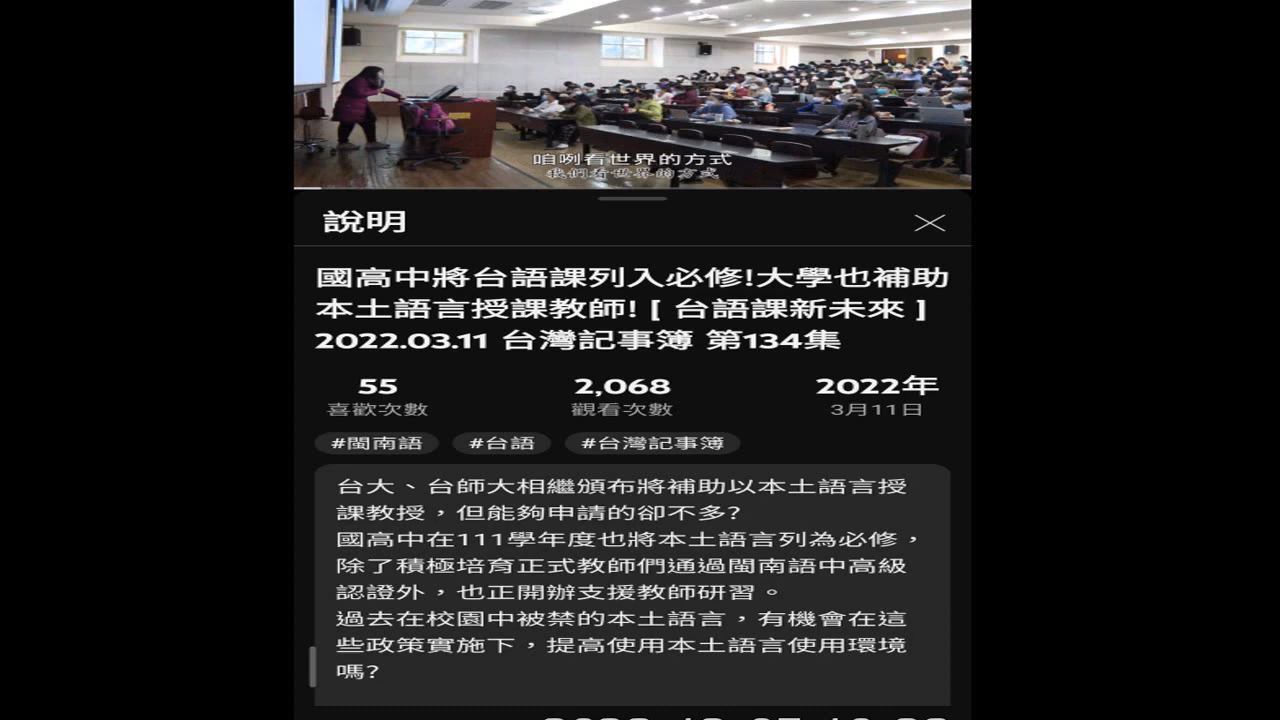 咱咧看世界的方式
我們看世界的方式
說明
國高中將台語課列入必修!大學也補助
本土語言授課教師! [ 台語課新未來 ]
2022.03.11 台灣記事簿 第134集
55 2,068 2022年
喜歡次數 觀看次數 3月11日
#閩南語 #台語 #台灣記事簿
台大、台師大相繼頒布將補助以本土語言授
課教授，但能夠申請的卻不多?
國高中在111學年度也將本土語言列為必修，
除了積極培育正式教師們通過閩南語中高級
認證外，也正開辦支援教師研習。
過去在校園中被禁的本土語言，有機會在這
些政策實施下，提高使用本土語言使用環境
嗎?